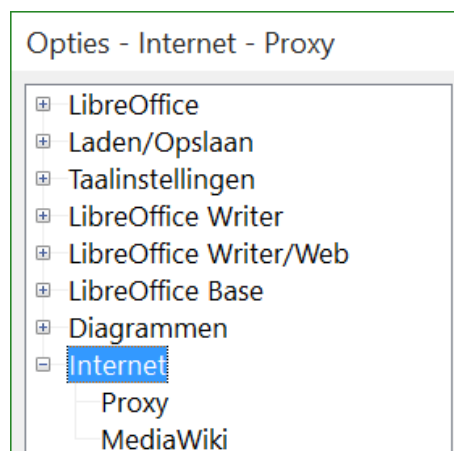 Opties - Internet - Proxy
LibreOffice
Laden/Opslaan
Taalinstellingen
LibreOffice Writer
LibreOffice Writer/Web
LibreOffice Base
Diagrammen
Internet
Proxy
MediaWiki